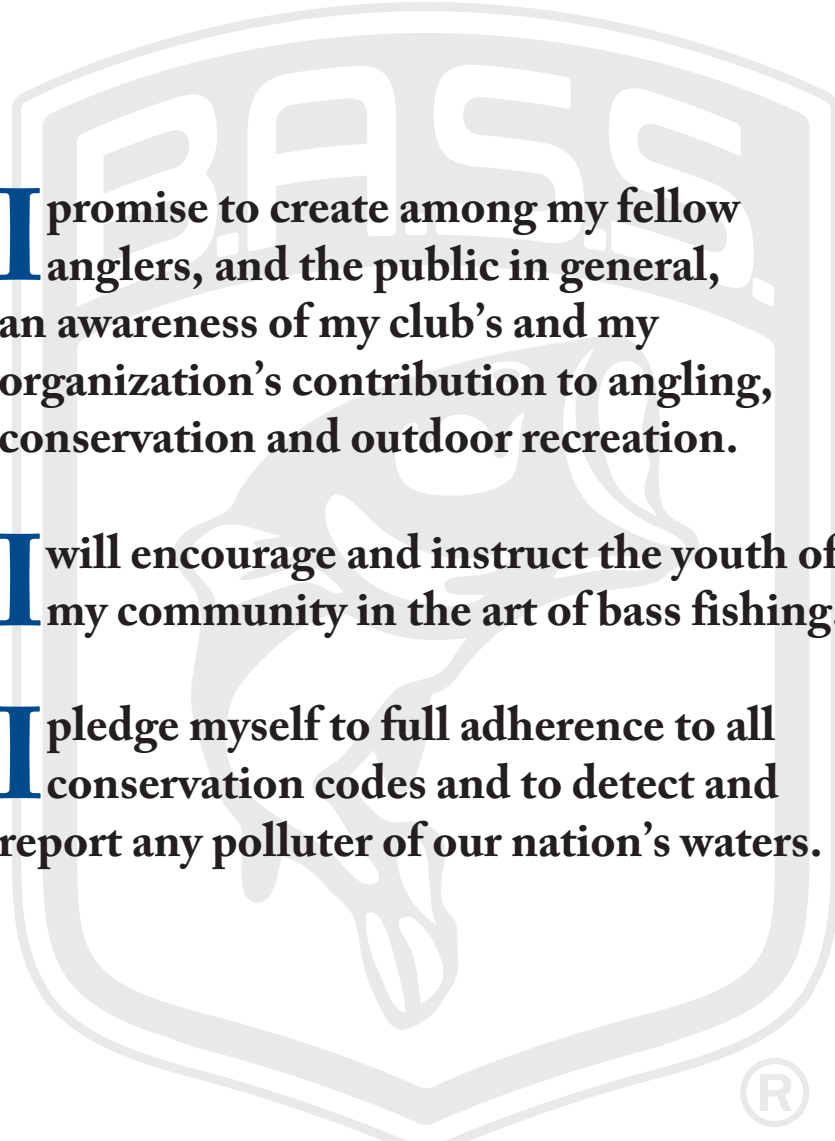 B.A.S.S.
I promise to create among my fellow
anglers, and the public in general,
an awareness of my club’s and my
organization’s contribution to angling,
conservation and outdoor recreation.
I will encourage and instruct the youth of
my community in the art of bass fishing.
I pledge myself to full adherence to all
conservation codes and to detect and
report any polluter of our nation’s waters.
®